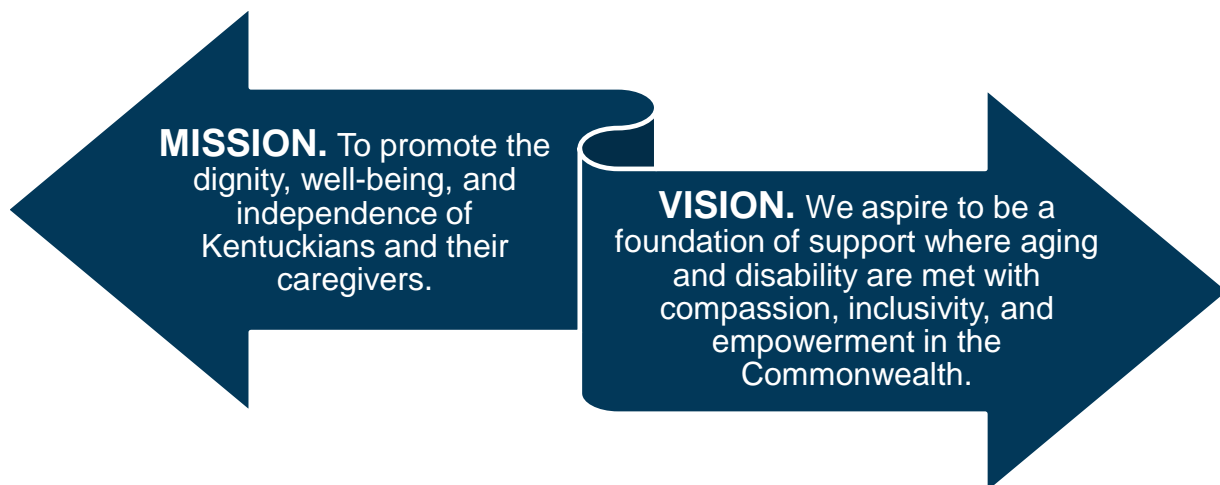 MISSION. To promote the
dignity, well-being, and
independence of
Kentuckians and their
caregivers.
VISION. We aspire to be a
foundation of support where aging
and disability are met with
compassion, inclusivity, and
empowerment in the
Commonwealth.